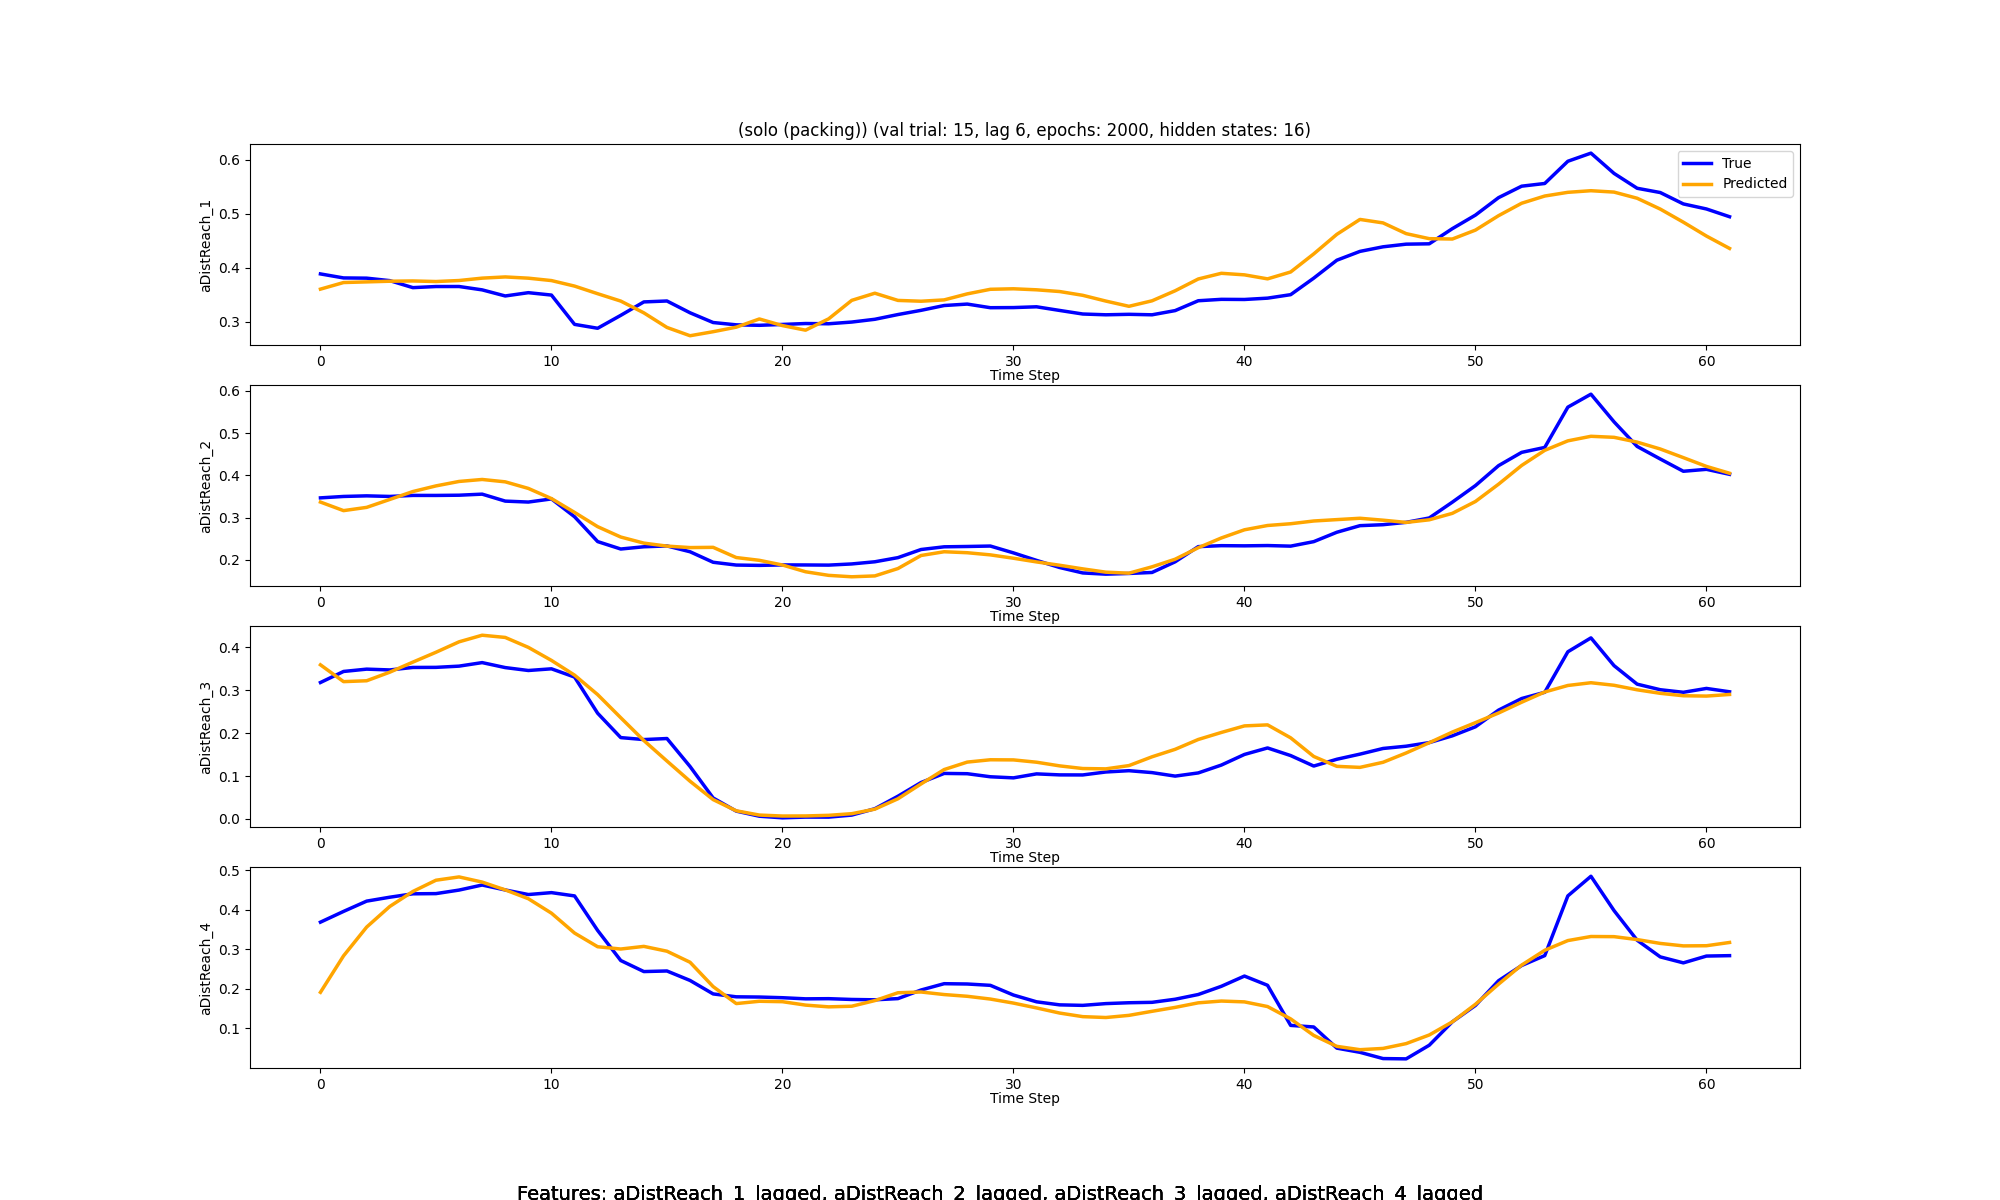 (solo (packing)) (val trial: 15, lag 6, epochs: 2000, hidden states: 16)
True
Predicted
aDistReach_1
0.6
0.5
0.4
0.3
0 10 20 30 40 50 60
Time Step
aDistReach_2
0.6
0.5
0.4
0.3
0.2
0 10 20 30 40 50 60
Time Step
aDistReach_3
0.4
0.3
0.2
0.1
0.0
0 10 20 30 40 50 60
Time Step
aDistReach_4
0.5
0.4
0.3
0.2
0.1
0 10 20 30 40 50 60
Time Step
Features: aDistReach_1_lagged, aDistReach_2_lagged, aDistReach_3_lagged, aDistReach_4_lagged